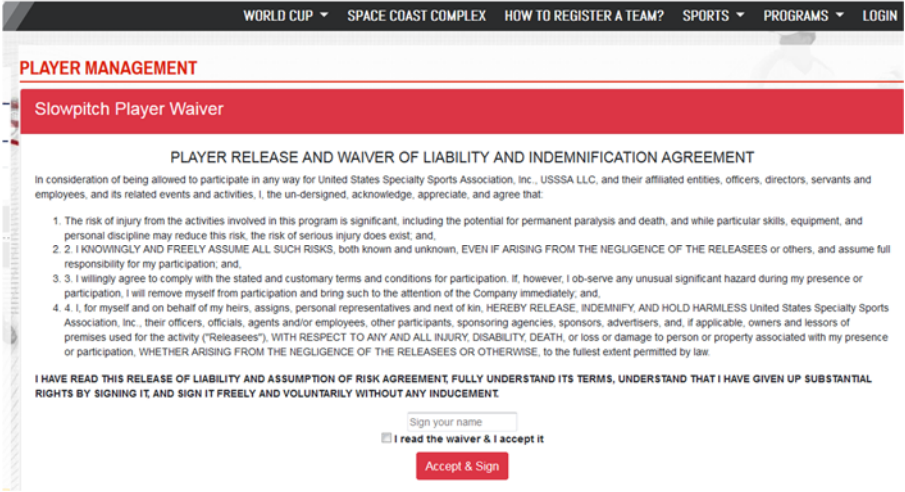 WORLD CUP SPACE COAST COMPLEX HOW TO REGISTER A TEAM? SPORTS PROGRAMS LOGIN
PLAYER MANAGEMENT
Slowpitch Player Waiver
PLAYER RELEASE AND WAIVER OF LIABILITY AND INDEMNIFICATION AGREEMENT
In consideration of being allowed to participate in any way for United States Specialty Sports Association, Inc., USSSA LLC, and their affiliated entities, officers, directors, servants and
employees, and its related events and activities, I, the un-dersigned, acknowledge, appreciate, and agree that:
1. The risk of injury from the activities involved in this program is significant, including the potential for permanent paralysis and death, and while particular skills, equipment, and
personal discipline may reduce this risk, the risk of serious injury does exist; and,
2. 2. I KNOWINGLY AND FREELY ASSUME ALL SUCH RISKS, both known and unknown, EVEN IF ARISING FROM THE NEGLIGENCE OF THE RELEASEES or others, and assume full
responsibility for my participation; and,
3. 3. I willingly agree to comply with the stated and customary terms and conditions for participation. If, however, I ob-serve any unusual significant hazard during my presence or
participation, I will remove myself from participation and bring such to the attention of the Company immediately; and,
4. 4. I, for myself and on behalf of my heirs, assigns, personal representatives and next of kin, HEREBY RELEASE, INDEMNIFY, AND HOLD HARMLESS United States Specialty Sports
Association, Inc., their officers, officials, agents and/or employees, other participants, sponsoring agencies, sponsors, advertisers, and, if applicable, owners and lessors of
premises used for the activity ("Releasees"), WITH RESPECT TO ANY AND ALL INJURY, DISABILITY, DEATH, or loss or damage to person or property associated with my presence
or participation, WHETHER ARISING FROM THE NEGLIGENCE OF THE RELEASEES OR OTHERWISE, to the fullest extent permitted by law.
I HAVE READ THIS RELEASE OF LIABILITY AND ASSUMPTION OF RISK AGREEMENT, FULLY UNDERSTAND ITS TERMS, UNDERSTAND THAT I HAVE GIVEN UP SUBSTANTIAL
RIGHTS BY SIGNING IT, AND SIGN IT FREELY AND VOLUNTARILY WITHOUT ANY INDUCEMENT.
Sign your name
I read the waiver & I accept it
Accept & Sign